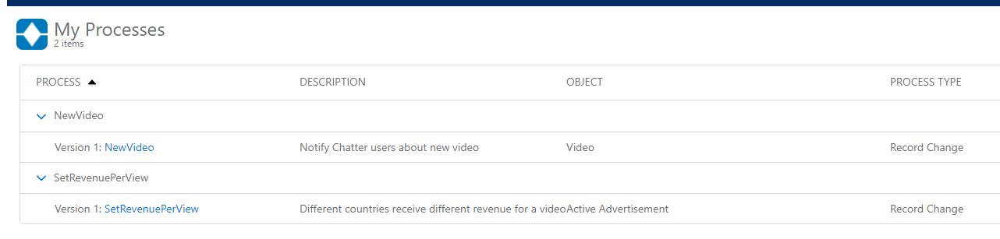 My Processes
2 items
PROCESS DESCRIPTION OBJECT PROCESS TYPE
NewVideo
Version 1: NewVideo Notify Chatter users about new video Video Record Change
SetRevenuePerView
Version 1: SetRevenuePerView Different countries receive different revenue for a video Active Advertisement Record Change